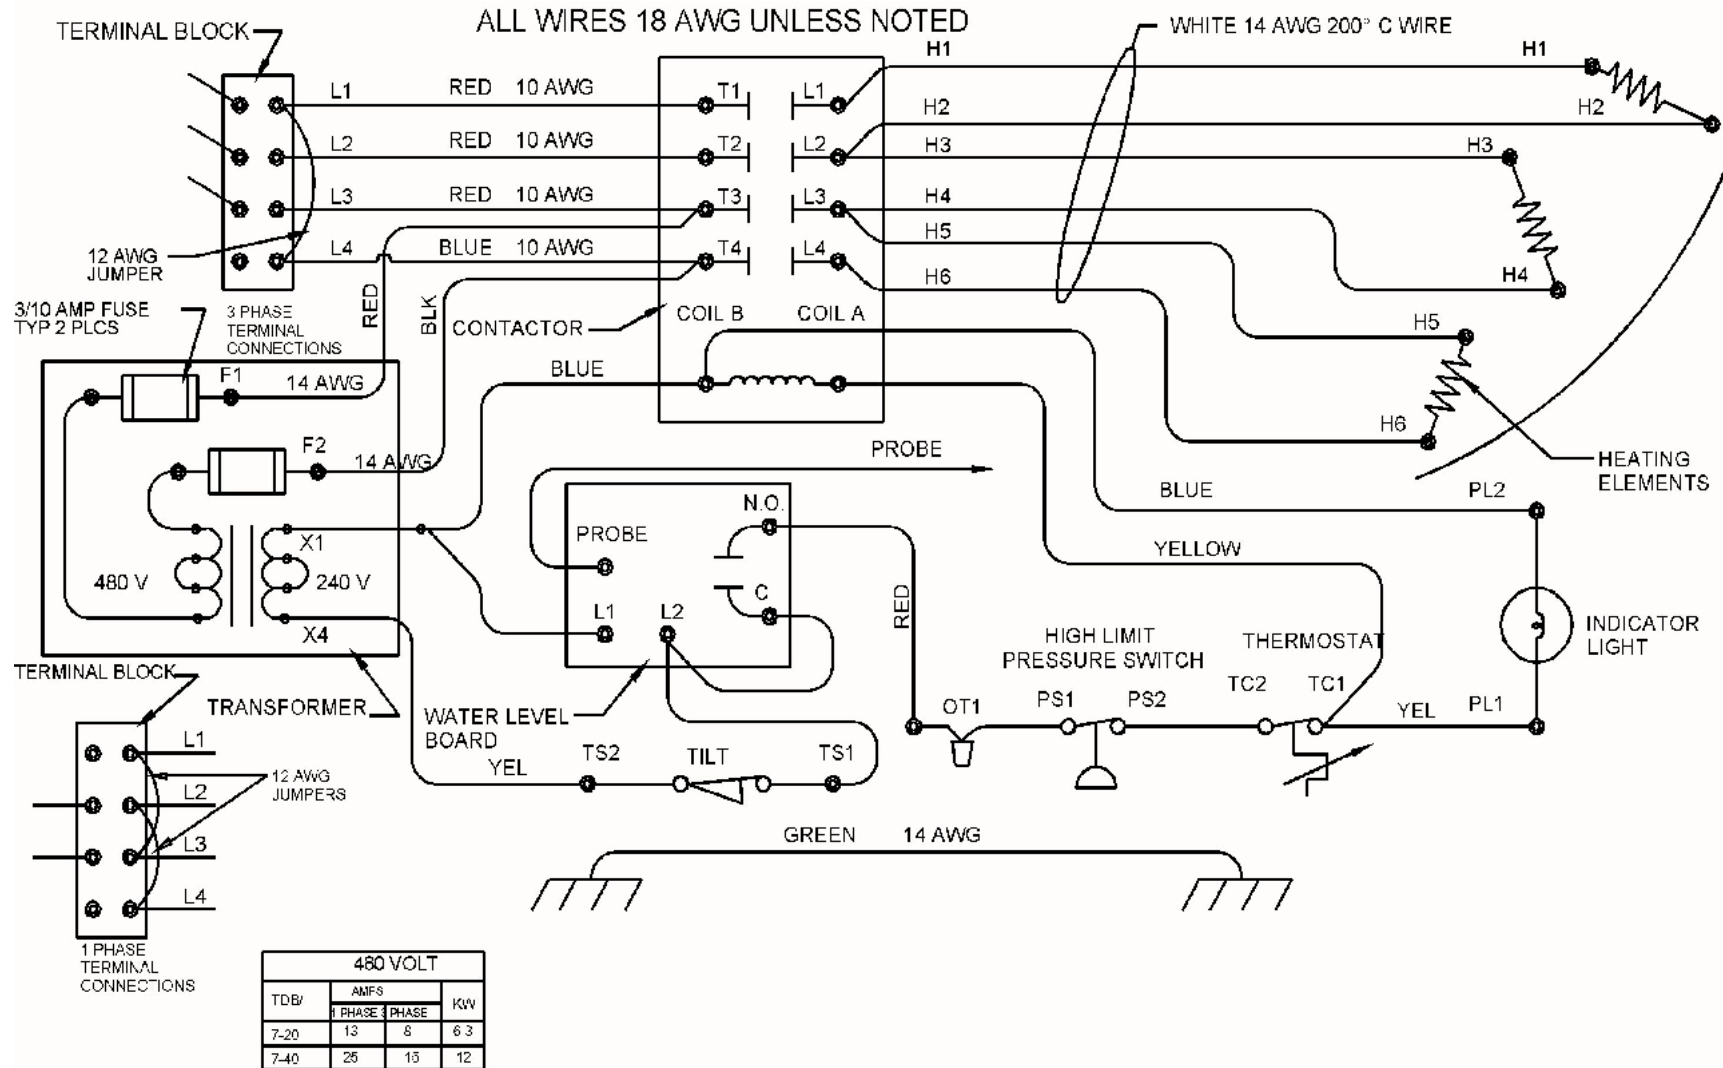 ALL WIRES 18 AWG UNLESS NOTED
TERMINAL BLOCK
WHITE 14 AWG 200° C WIRE
L1 RED 10 AWG T1 L1 H1 H1
H2 H2
L2 RED 10 AWG T2 L2 H3 H3
L3 RED 10 AWG T3 L3 H4
H5
L4 BLUE 10 AWG T4 L4 H6 H4
12 AWG
JUMPER
3/10 AMP FUSE
TYP 2 PLCS
3 PHASE
TERMINAL
CONNECTIONS
RED
BLK
CONTACTOR
COIL B COIL A
H5
H6
BLUE
F1
14 AWG
F2
14 AWG
PROBE
HEATING
ELEMENTS
BLUE
PL2
N.O.
PROBE
X1
480 V
240 V
X4
YELLOW
C
L1 L2
RED
HIGH LIMIT
PRESSURE SWITCH
THERMOSTAT
INDICATOR
LIGHT
TERMINAL BLOCK
TRANSFORMER
WATER LEVEL
BOARD
OT1
PS1 PS2
TC2 TC1
YEL
PL1
YEL
TS2
TILT
TS1
L1
12 AWG
JUMPERS
L2
L3
L4
GREEN 14 AWG
1 PHASE
TERMINAL
CONNECTIONS
480 VOLT
TDB/ AMPS KW
1 PHASE 3 PHASE
7-20 13 8 6 3
7-40 25 15 12